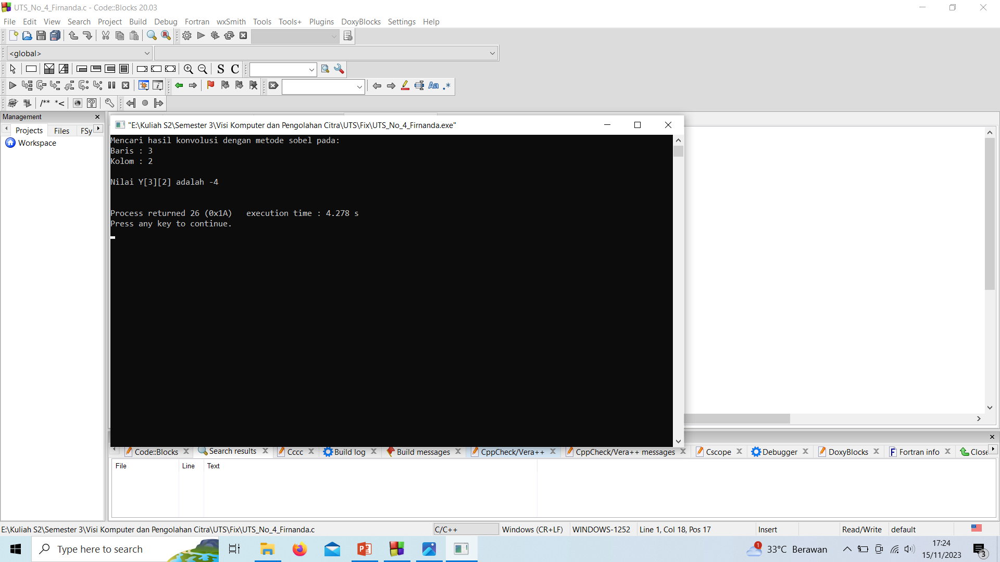 UTS_No_4_Firnanda.c - Code::Blocks 20.03
File Edit View Search Project Build Debug Fortran wxSmith Tools Tools+ Plugins DoxyBlocks Settings Help
<global>
S C
/** *<
Aa .*
Management
Projects Files FSy
Workspace
"E:\Kuliah S2\Semester 3\Visi Komputer dan Pengolahan Citra\UTS\Fix\UTS_No_4_Firnanda.exe"
Mencari hasil konvolusi dengan metode sobel pada:
Baris : 3
Kolom : 2
Nilai Y[3][2] adalah -4
Process returned 26 (0x1A)   execution time : 4.278 s
Press any key to continue.
Code::Blocks Search results Cccc Build log Build messages CppCheck/Vera++ CppCheck/Vera++ messages Cscope Debugger DoxyBlocks Fortran info Close
File Line Text
E:\Kuliah S2\Semester 3\Visi Komputer dan Pengolahan Citra\UTS\Fix\UTS_No_4_Firnanda.c C/C++ Windows (CR+LF) WINDOWS-1252 Line 1, Col 18, Pos 17 Insert Read/Write default
Type here to search
1
33°C Berawan
17:24
15/11/2023
3